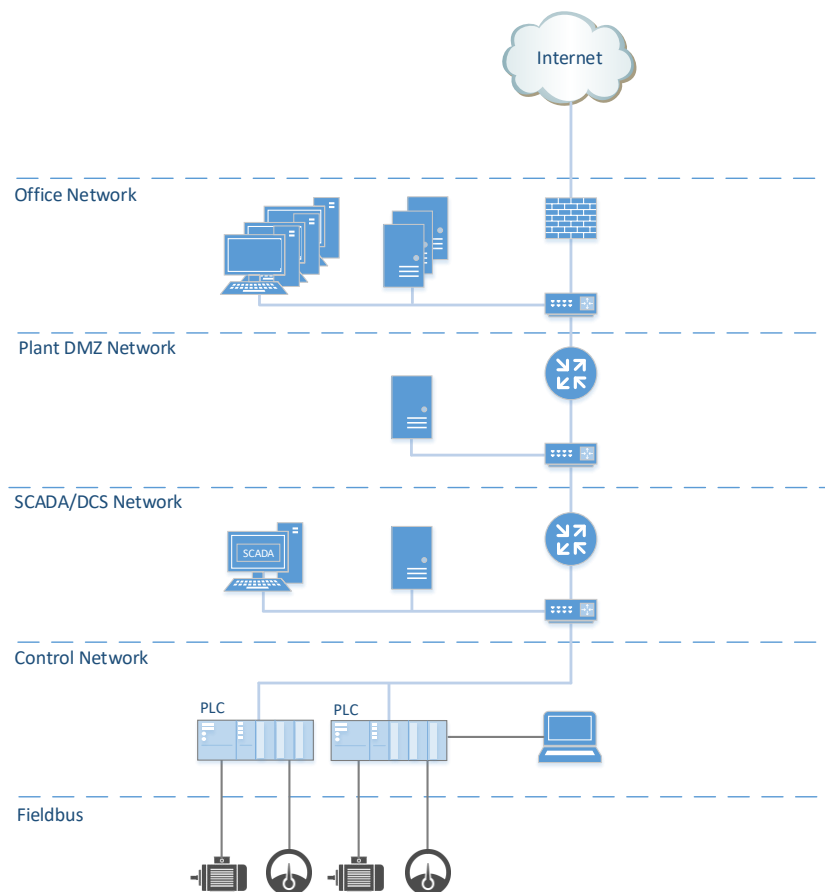 Internet
Office Network
Plant DMZ Network
SCADA/DCS Network
SCADA
Control Network
PLC
PLC
Fieldbus